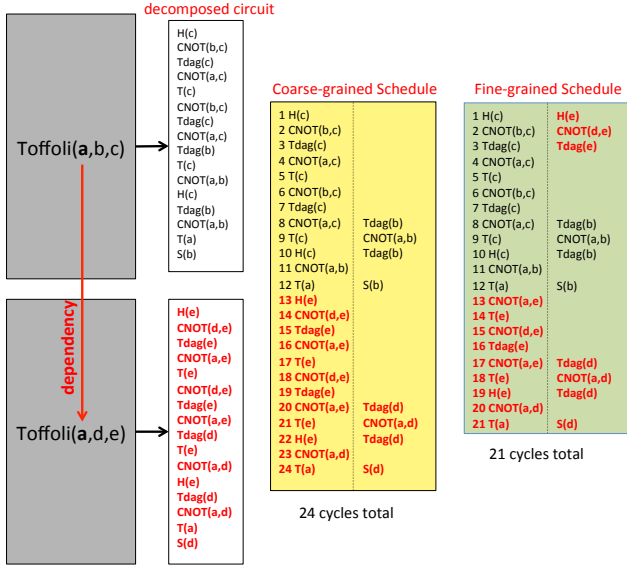 decomposed circuit
Toffoli(a,b,c)
H(c)
CNOT(b,c)
Tdag(c)
CNOT(a,c)
T(c)
CNOT(b,c)
Tdag(c)
CNOT(a,c)
Tdag(b)
T(c)
CNOT(a,b)
H(c)
Tdag(b)
CNOT(a,b)
T(a)
S(b)
dependency
Toffoli(a,d,e)
H(e)
CNOT(d,e)
Tdag(e)
CNOT(a,e)
T(e)
CNOT(d,e)
Tdag(e)
CNOT(a,e)
Tdag(d)
T(e)
CNOT(a,d)
H(e)
Tdag(d)
CNOT(a,d)
T(a)
S(d)
Coarse-grained Schedule
1 H(c)
2 CNOT(b,c)
3 Tdag(c)
4 CNOT(a,c)
5 T(c)
6 CNOT(b,c)
7 Tdag(c)
8 CNOT(a,c) Tdag(b)
9 T(c) CNOT(a,b)
10 H(c) Tdag(b)
11 CNOT(a,b)
12 T(a) S(b)
13 H(e)
14 CNOT(d,e)
15 Tdag(e)
16 CNOT(a,e)
17 T(e)
18 CNOT(d,e)
19 Tdag(e)
20 CNOT(a,e) Tdag(d)
21 T(e) CNOT(a,d)
22 H(e) Tdag(d)
23 CNOT(a,d)
24 T(a) S(d)
24 cycles total
Fine-grained Schedule
1 H(c) H(e)
2 CNOT(b,c) CNOT(d,e)
3 Tdag(c) Tdag(e)
4 CNOT(a,c)
5 T(c)
6 CNOT(b,c)
7 Tdag(c)
8 CNOT(a,c) Tdag(b)
9 T(c) CNOT(a,b)
10 H(c) Tdag(b)
11 CNOT(a,b)
12 T(a) S(b)
13 CNOT(a,e)
14 T(e)
15 CNOT(d,e)
16 Tdag(e)
17 CNOT(a,e) Tdag(d)
18 T(e) CNOT(a,d)
19 H(e) Tdag(d)
20 CNOT(a,d)
21 T(a) S(d)
21 cycles total